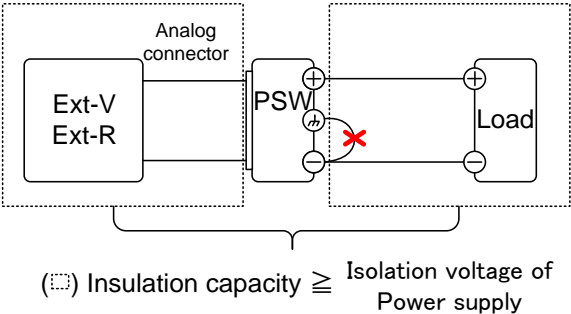 Analog
connector
Ext-V
Ext-R
PSW
Load
(⬚) Insulation capacity ≧ Isolation voltage of
Power supply